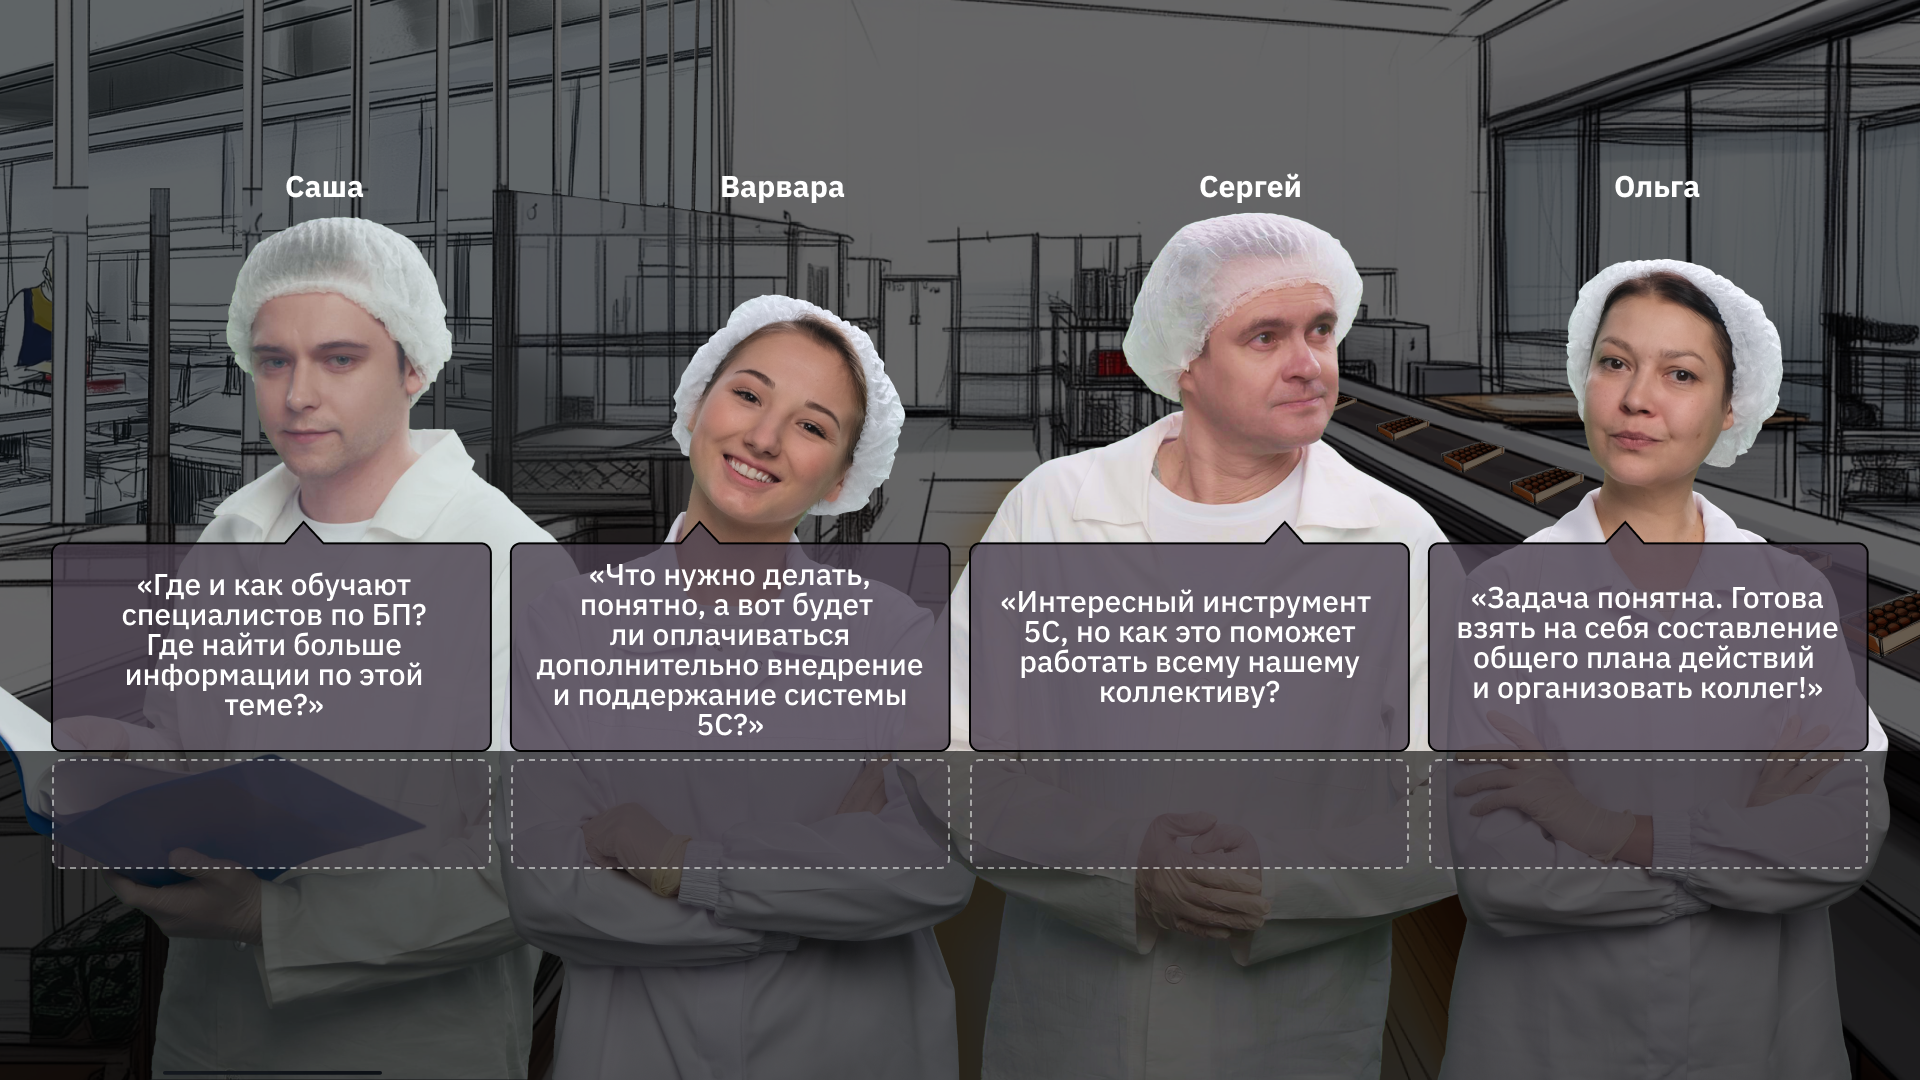 Саша
«Где и как обучают
специалистов по БП?
Где найти больше
информации по этой
теме?»
Варвара
«Что нужно делать,
понятно, а вот будет
ли оплачиваться
дополнительно внедрение
и поддержание системы
5С?»
Сергей
«Интересный инструмент
5С, но как это поможет
работать всему нашему
коллективу?
Ольга
«Задача понятна. Готова
взять на себя составление
общего плана действий
и организовать коллег!»